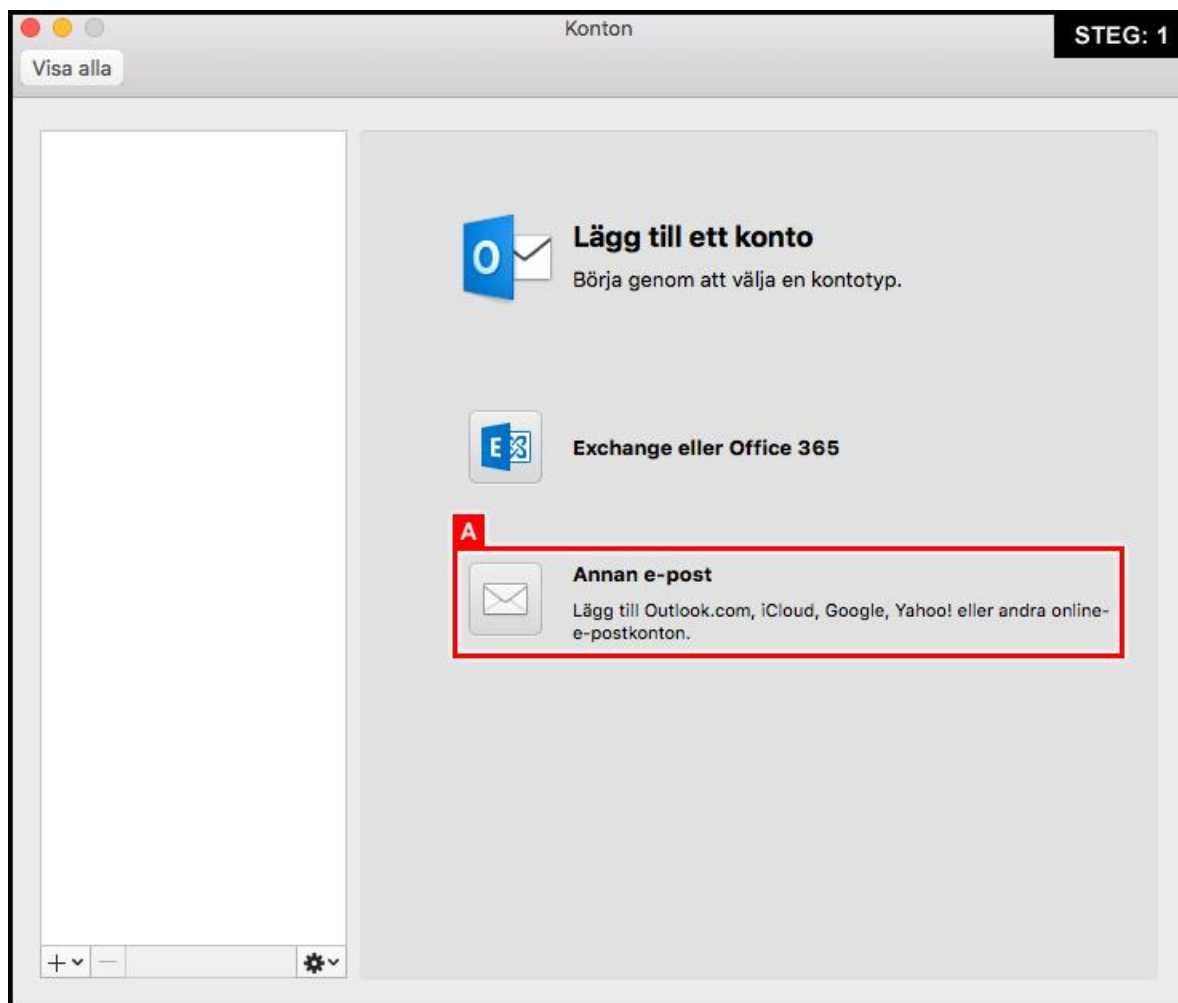 Konton
STEG: 1
Visa alla
O
Lägg till ett konto
Börja genom att välja en kontotyp.
E
Exchange eller Office 365
A
Annan e-post
Lägg till Outlook.com, iCloud, Google, Yahoo! eller andra online-
e-postkonton.